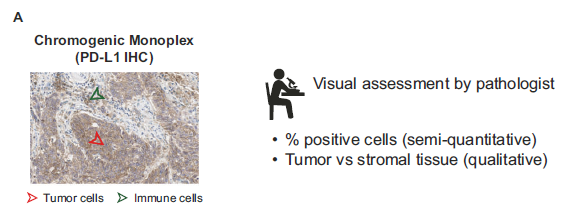 A
Chromogenic Monoplex
(PD-L1 IHC)
Tumor cells
Immune cells
Visual assessment by pathologist
• % positive cells (semi-quantitative)
• Tumor vs stromal tissue (qualitative)